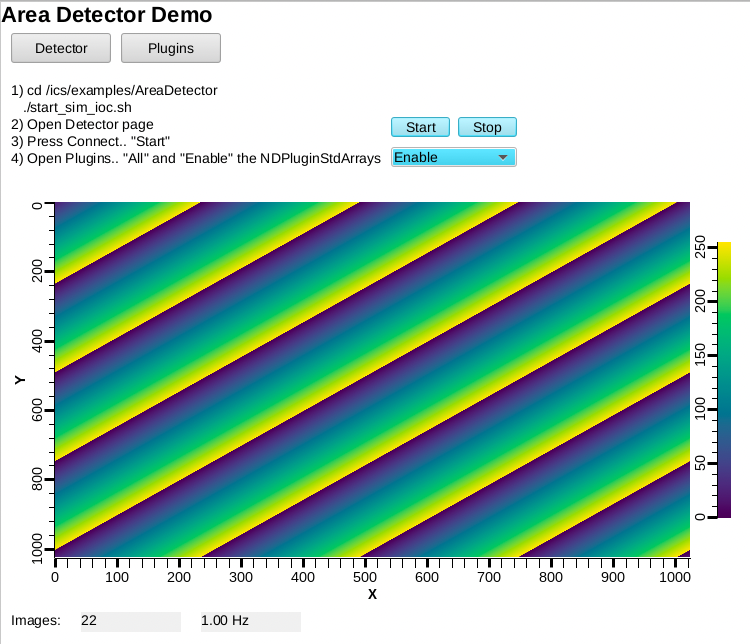 Area Detector Demo
Detector Plugins
1) cd /ics/examples/AreaDetector
./start_sim_ioc.sh
2) Open Detector page
3) Press Connect.. "Start"
Start Stop
4) Open Plugins.. "All" and "Enable" the NDPluginStdArrays
Enable
0
200
400
600
800
1000
Y
0 100 200 300 400 500 600 700 800 900 1000
X
250
200
150
100
50
0
Images: 22 1.00 Hz